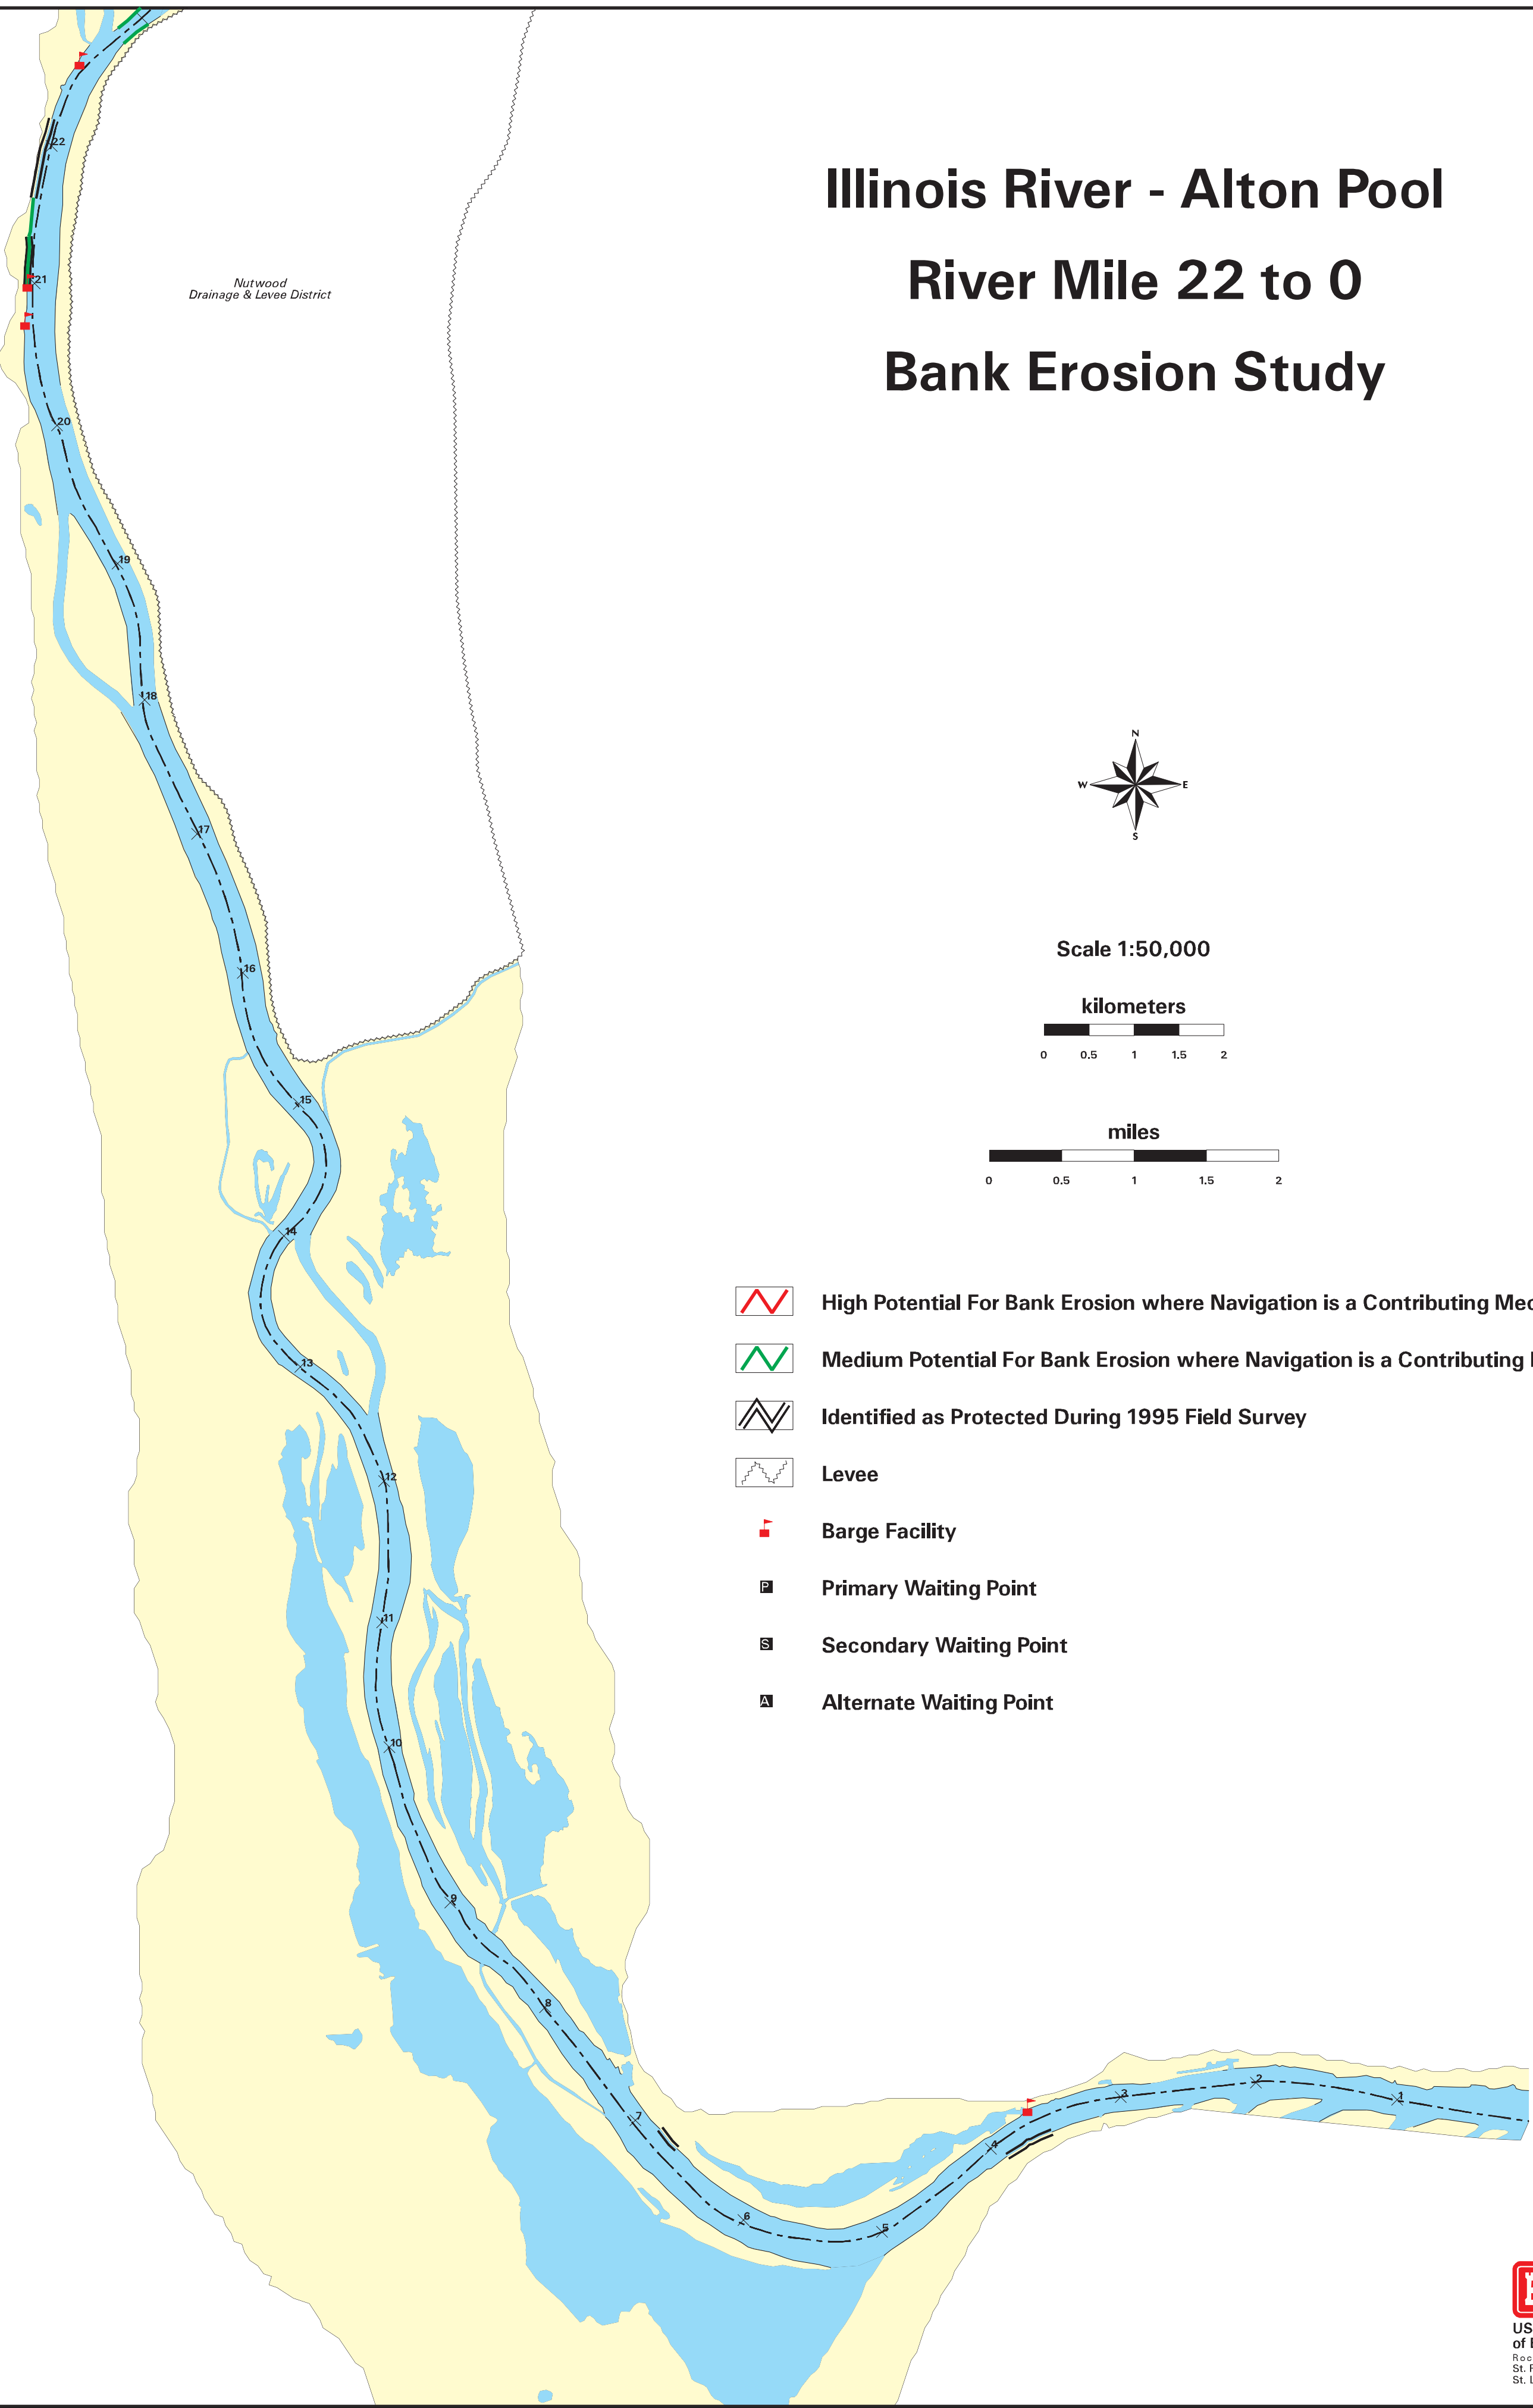 Illinois River - Alton Pool
River Mile 22 to 0
Bank Erosion Study
22
21
Nutwood
Drainage & Levee District
20
19
18
17
16
15
14
13
12
11
10
9
8
7
6
5
4
3
2
1
N
W E
S
Scale 1:50,000
kilometers
0 0.5 1 1.5 2
miles
0 0.5 1 1.5 2
High Potential For Bank Erosion where Navigation is a Contributing
Medium Potential For Bank Erosion where Navigation is a Contributing
Identified as Protected During 1995 Field Survey
Levee
Barge Facility
P Primary Waiting Point
S Secondary Waiting Point
A Alternate Waiting Point
US
of
St.
St.